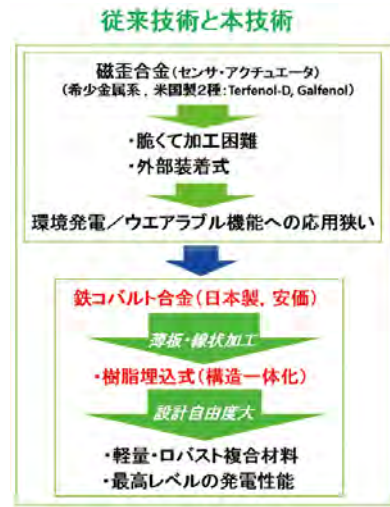 従来技術と本技術
磁歪合金(センサ・アクチュエータ)
(希少金属系, 米国製2種:Terfenol-D, Galfenol)
・脆くて加工困難
・外部装着式
環境発電/ウエアラブル機能への応用狭い
鉄コバルト合金(日本製, 安価)
薄板・線状加工
・樹脂埋込式(構造一体化)
設計自由度大
・軽量・ロバスト複合材料
・最高レベルの発電性能